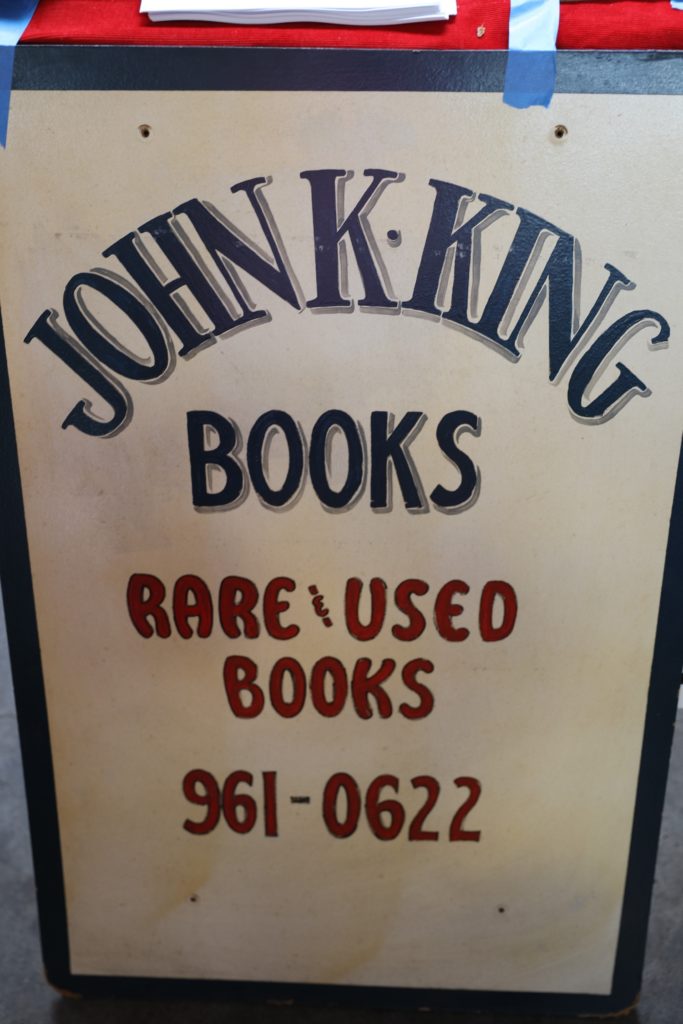 JOHN K. KING
BOOKS
RARE & USED
BOOKS
961-0622